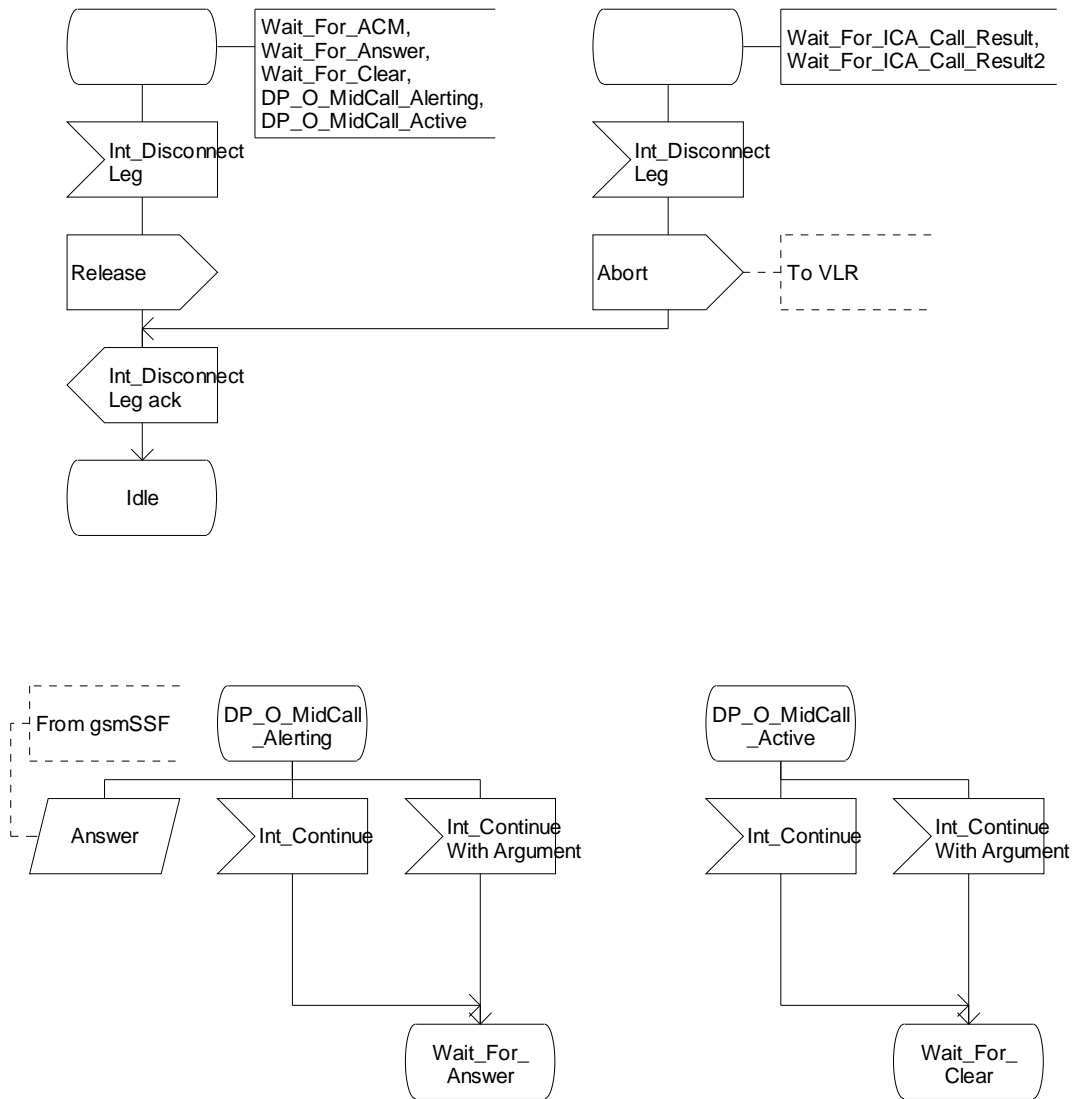 Wait_For_ACM,
Wait_For_Answer,
Wait_For_Clear,
DP_O_MidCall_Alerting,
DP_O_MidCall_Active
Wait_For_ICA_Call_Result,
Wait_For_ICA_Call_Result2
Int_Disconnect
Leg
Int_Disconnect
Leg
Release
Abort
To VLR
Int_Disconnect
Leg ack
Idle
From gsmSSF
DP_O_MidCall
_Alerting
DP_O_MidCall
_Active
Answer
Int_Continue
Int_Continue
With Argument
Int_Continue
Int_Continue
With Argument
Wait_For_
Answer
Wait_For_
Clear